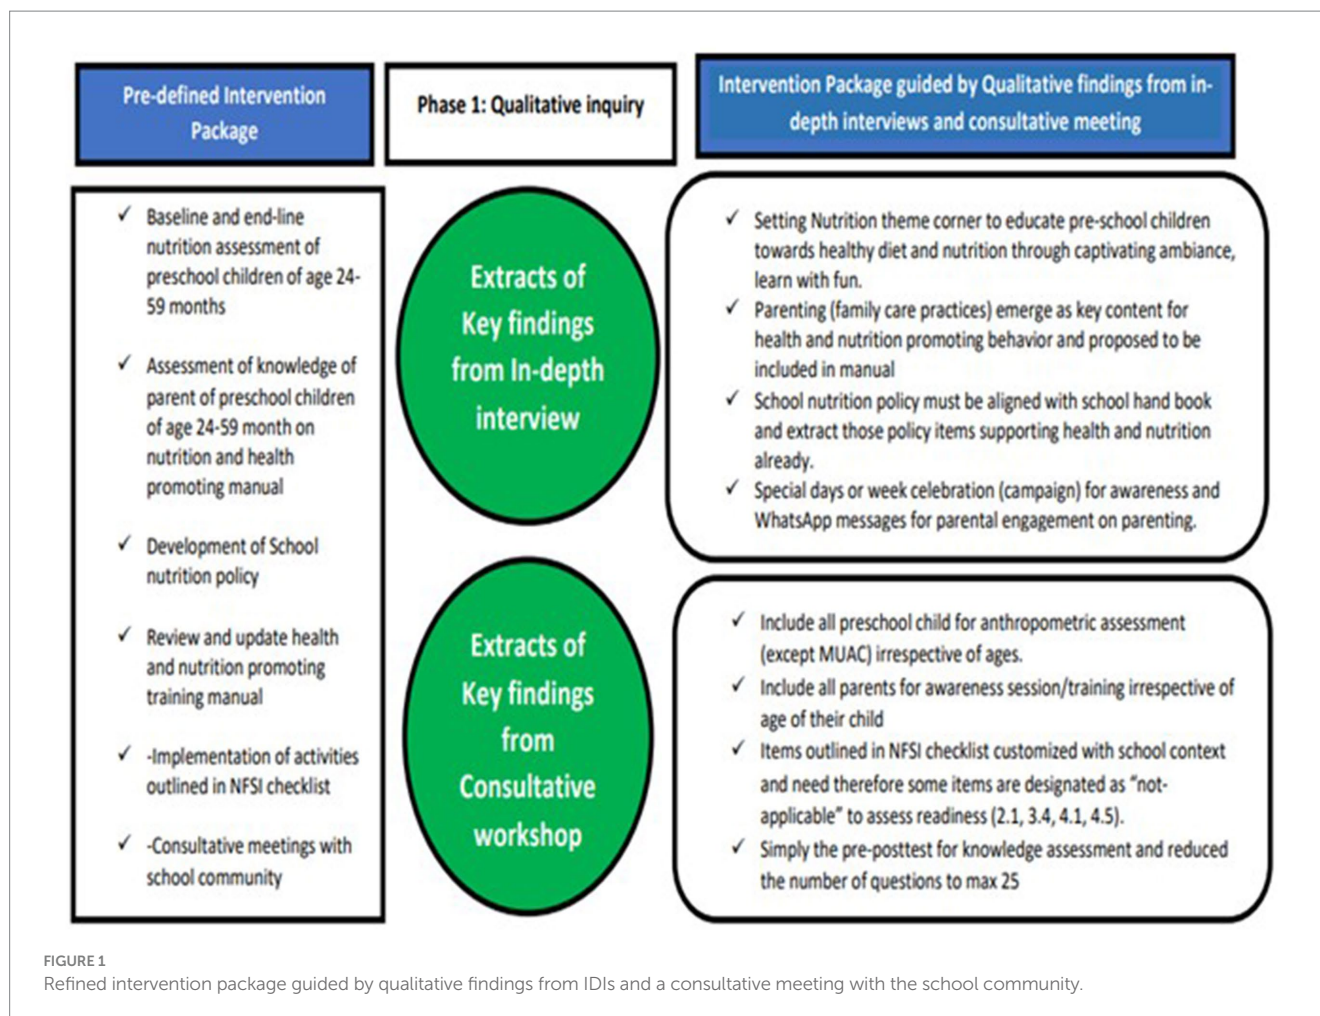 Pre-defined Intervention
Package
Phase 1: Qualitative inquiry
Intervention Package guided by Qualitative findings from in-
depth interviews and consultative meeting
✓ Baseline and end-line
nutrition assessment of
preschool children of age 24-
59 months
✓ Assessment of knowledge of
parent of preschool children
of age 24-59 month on
nutrition and health
promoting manual
✓ Development of School
nutrition policy
✓ Review and update health
and nutrition promoting
training manual
✓ -Implementation of activities
outlined in NFSI checklist
✓ -Consultative meetings with
school community
Extracts of
Key findings
from In-depth
interview
Extracts of
Key findings
from
Consultative
workshop
✓ Setting Nutrition theme corner to educate pre-school children
towards healthy diet and nutrition through captivating ambiance,
learn with fun.
✓ Parenting (family care practices) emerge as key content for
health and nutrition promoting behavior and proposed to be
included in manual
✓ School nutrition policy must be aligned with school hand book
and extract those policy items supporting health and nutrition
already.
✓ Special days or week celebration (campaign) for awareness and
WhatsApp messages for parental engagement on parenting.
✓ Include all preschool child for anthropometric assessment
(except MUAC) irrespective of ages.
✓ Include all parents for awareness session/training irrespective of
age of their child
✓ Items outlined in NFSI checklist customized with school context
and need therefore some items are designated as “not-
applicable” to assess readiness (2.1, 3.4, 4.1, 4.5).
✓ Simply the pre-posttest for knowledge assessment and reduced
the number of questions to max 25
FIGURE 1
Refined intervention package guided by qualitative findings from IDIs and a consultative meeting with the school community.